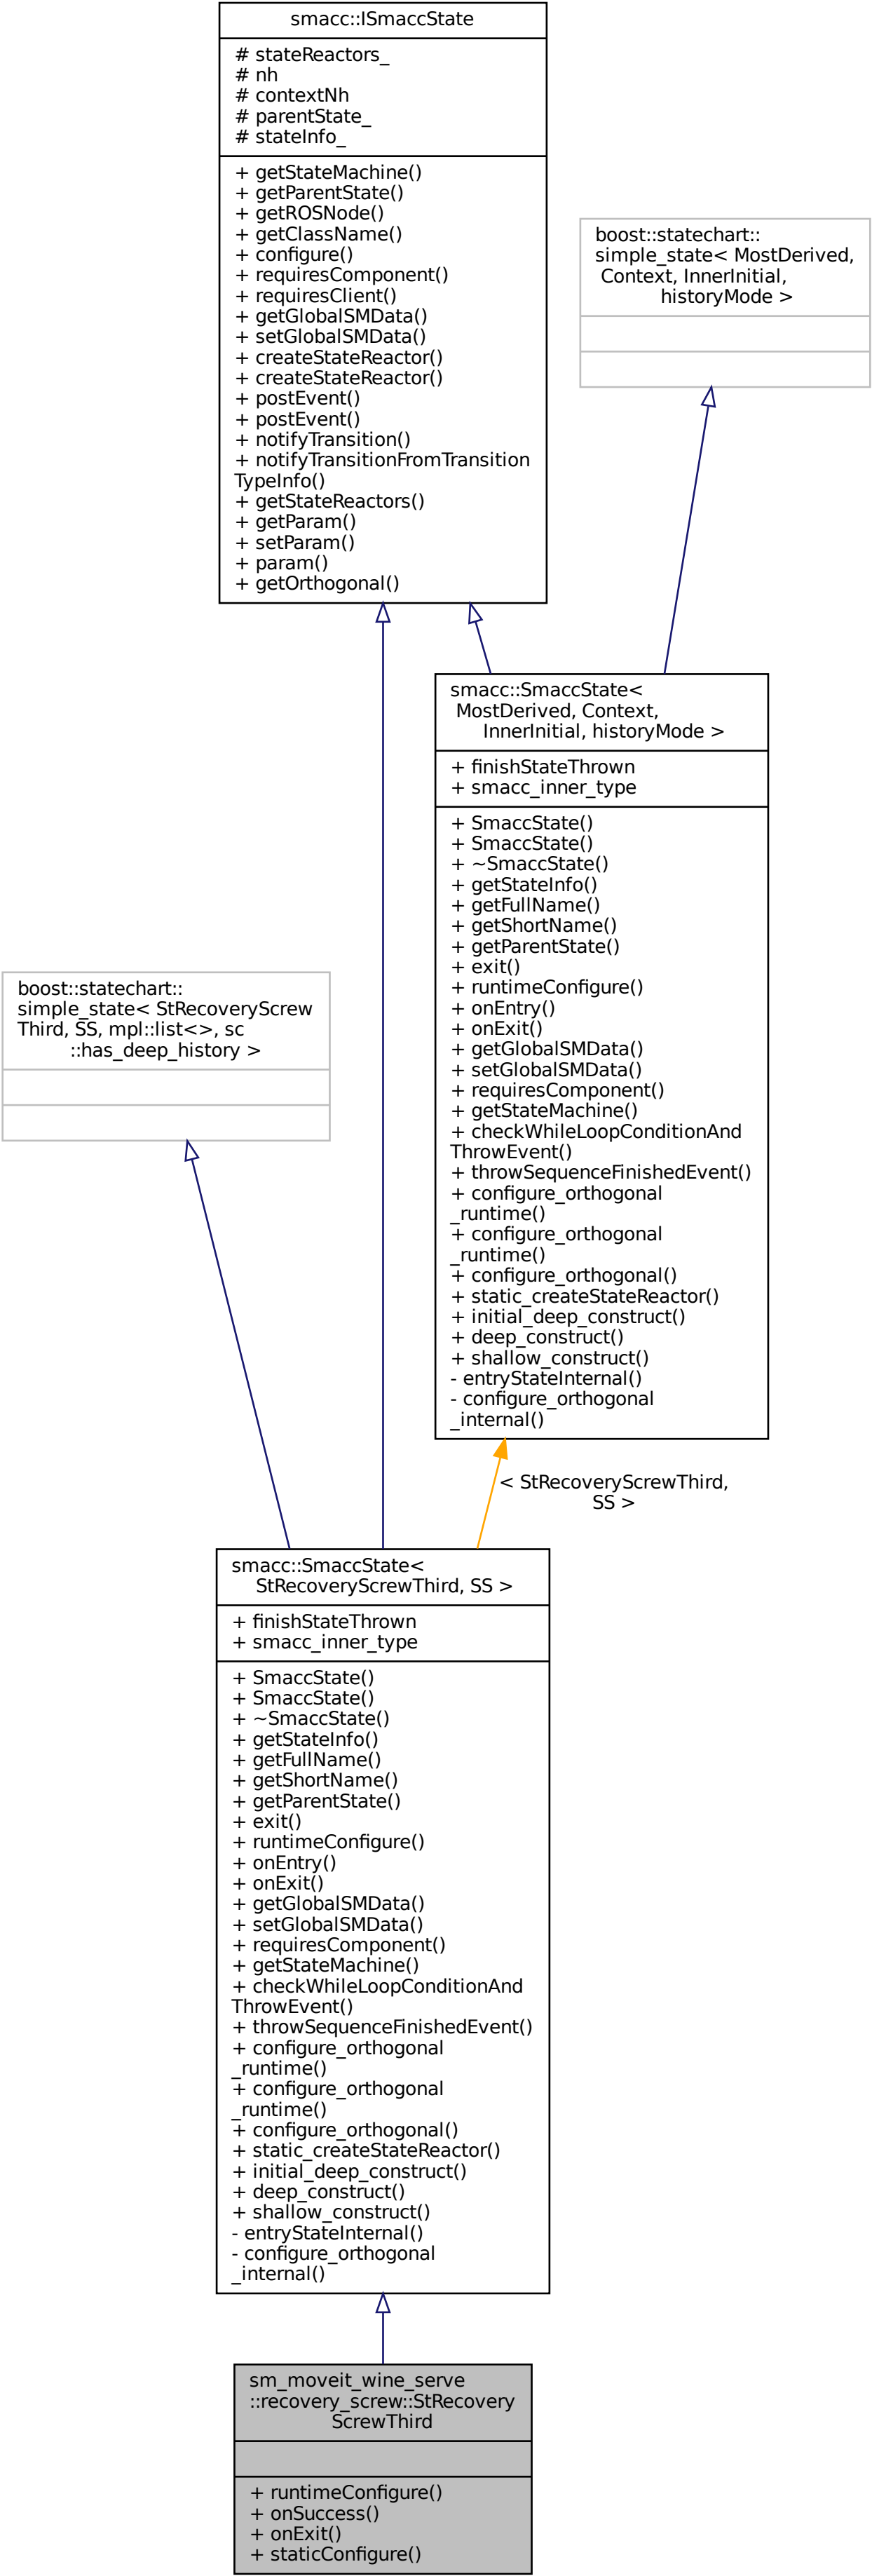 smacc::ISmaccState
# stateReactors_
# nh
# contextNh
# parentState_
# stateInfo_
+ getStateMachine()
+ getParentState()
+ getROSNode()
+ getClassName()
+ configure()
+ requiresComponent()
+ requiresClient()
+ getGlobalSMData()
+ setGlobalSMData()
+ createStateReactor()
+ createStateReactor()
+ postEvent()
+ postEvent()
+ notifyTransition()
+ notifyTransitionFromTransition
TypeInfo()
+ getStateReactors()
+ getParam()
+ setParam()
+ param()
+ getOrthogonal()
boost::statechart::
simple_state< MostDerived,
Context, InnerInitial,
historyMode >
smacc::SmaccState<
MostDerived, Context,
InnerInitial, historyMode >
+ finishStateThrown
+ smacc_inner_type
+ SmaccState()
+ SmaccState()
+ ~SmaccState()
+ getStateInfo()
+ getFullName()
+ getShortName()
+ getParentState()
+ exit()
+ runtimeConfigure()
+ onEntry()
+ onExit()
+ getGlobalSMData()
+ setGlobalSMData()
+ requiresComponent()
+ getStateMachine()
+ checkWhileLoopConditionAnd
ThrowEvent()
+ throwSequenceFinishedEvent()
+ configure_orthogonal
_runtime()
+ configure_orthogonal
_runtime()
+ configure_orthogonal()
+ static_createStateReactor()
+ initial_deep_construct()
+ deep_construct()
+ shallow_construct()
- entryStateInternal()
- configure_orthogonal
_internal()
boost::statechart::
simple_state< StRecoveryScrew
Third, SS, mpl::list<>, sc
::has_deep_history >
< StRecoveryScrewThird,
SS >
smacc::SmaccState<
StRecoveryScrewThird, SS >
+ finishStateThrown
+ smacc_inner_type
+ SmaccState()
+ SmaccState()
+ ~SmaccState()
+ getStateInfo()
+ getFullName()
+ getShortName()
+ getParentState()
+ exit()
+ runtimeConfigure()
+ onEntry()
+ onExit()
+ getGlobalSMData()
+ setGlobalSMData()
+ requiresComponent()
+ getStateMachine()
+ checkWhileLoopConditionAnd
ThrowEvent()
+ throwSequenceFinishedEvent()
+ configure_orthogonal
_runtime()
+ configure_orthogonal
_runtime()
+ configure_orthogonal()
+ static_createStateReactor()
+ initial_deep_construct()
+ deep_construct()
+ shallow_construct()
- entryStateInternal()
- configure_orthogonal
_internal()
sm_moveit_wine_serve
::recovery_screw::StRecovery
ScrewThird
+ runtimeConfigure()
+ onSuccess()
+ onExit()
+ staticConfigure()